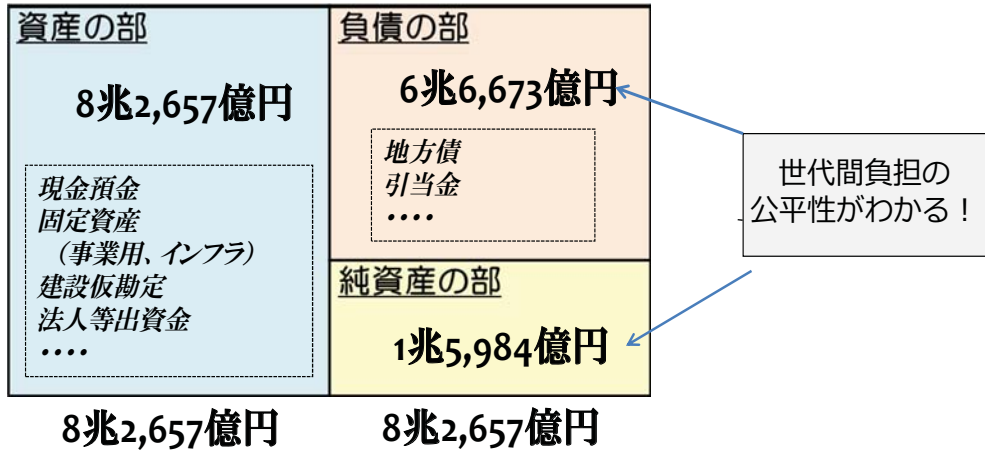 資産の部
8兆2,657億円
現金預金
固定資産
（事業用、インフラ）
建設仮勘定
法人等出資金
････
8兆2,657億円
負債の部
6兆6,673億円
地方債
引当金
････
純資産の部
1兆5,984億円
8兆2,657億円
世代間負担の
公平性がわかる！